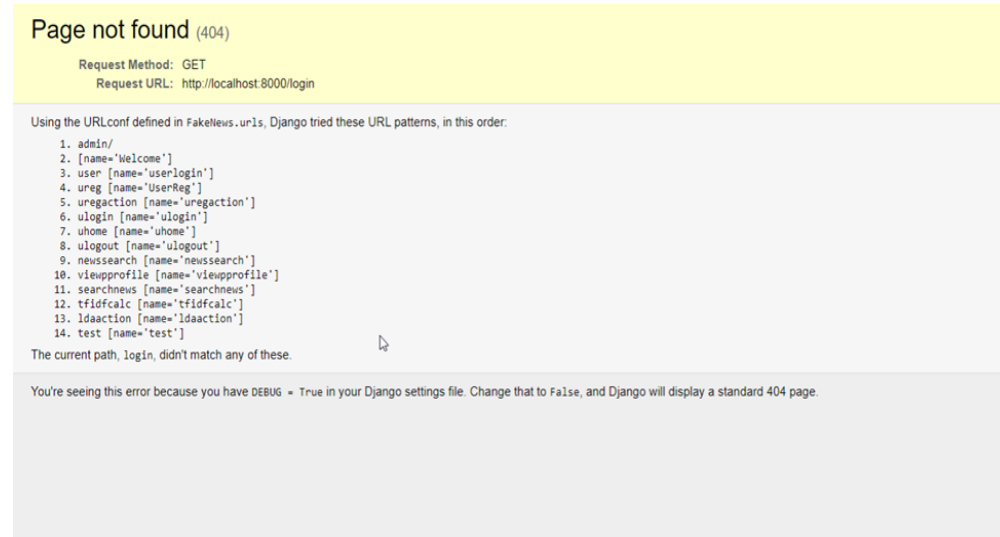 Page not found (404)
Request Method: GET
Request URL: http://localhost:8000/login
Using the URLconf defined in FakeNews.urls, Django tried these URL patterns, in this order:
1. admin/
2. [name='Welcome']
3. user [name='userlogin']
4. ureg [name='UserReg']
5. uregaction [name='uregaction']
6. ulogin [name='ulogin']
7. uhome [name='uhome']
8. ulogout [name='ulogout']
9. newssearch [name='newssearch']
10. viewpprofile [name='viewpprofile']
11. searchnews [name='searchnews']
12. tfidfcalc [name='tfidfcalc']
13. ldaaction [name='ldaaction']
14. test [name='test']
The current path, login, didn't match any of these.
You're seeing this error because you have DEBUG = True in your Django settings file. Change that to False, and Django will display a standard 404 page.